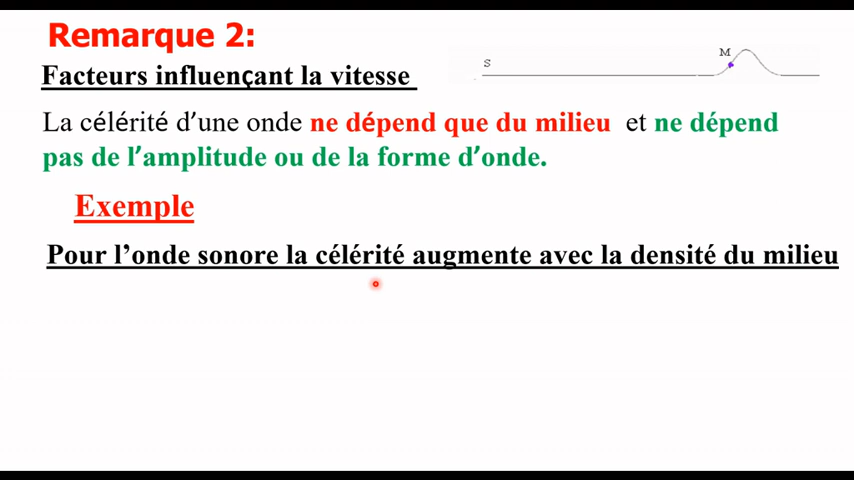 Remarque 2:
S
M
Facteurs influençant la vitesse
La célérité d’une onde ne dépend que du milieu et ne dépend
pas de l’amplitude ou de la forme d’onde.
Exemple
Pour l’onde sonore la célérité augmente avec la densité du milieu